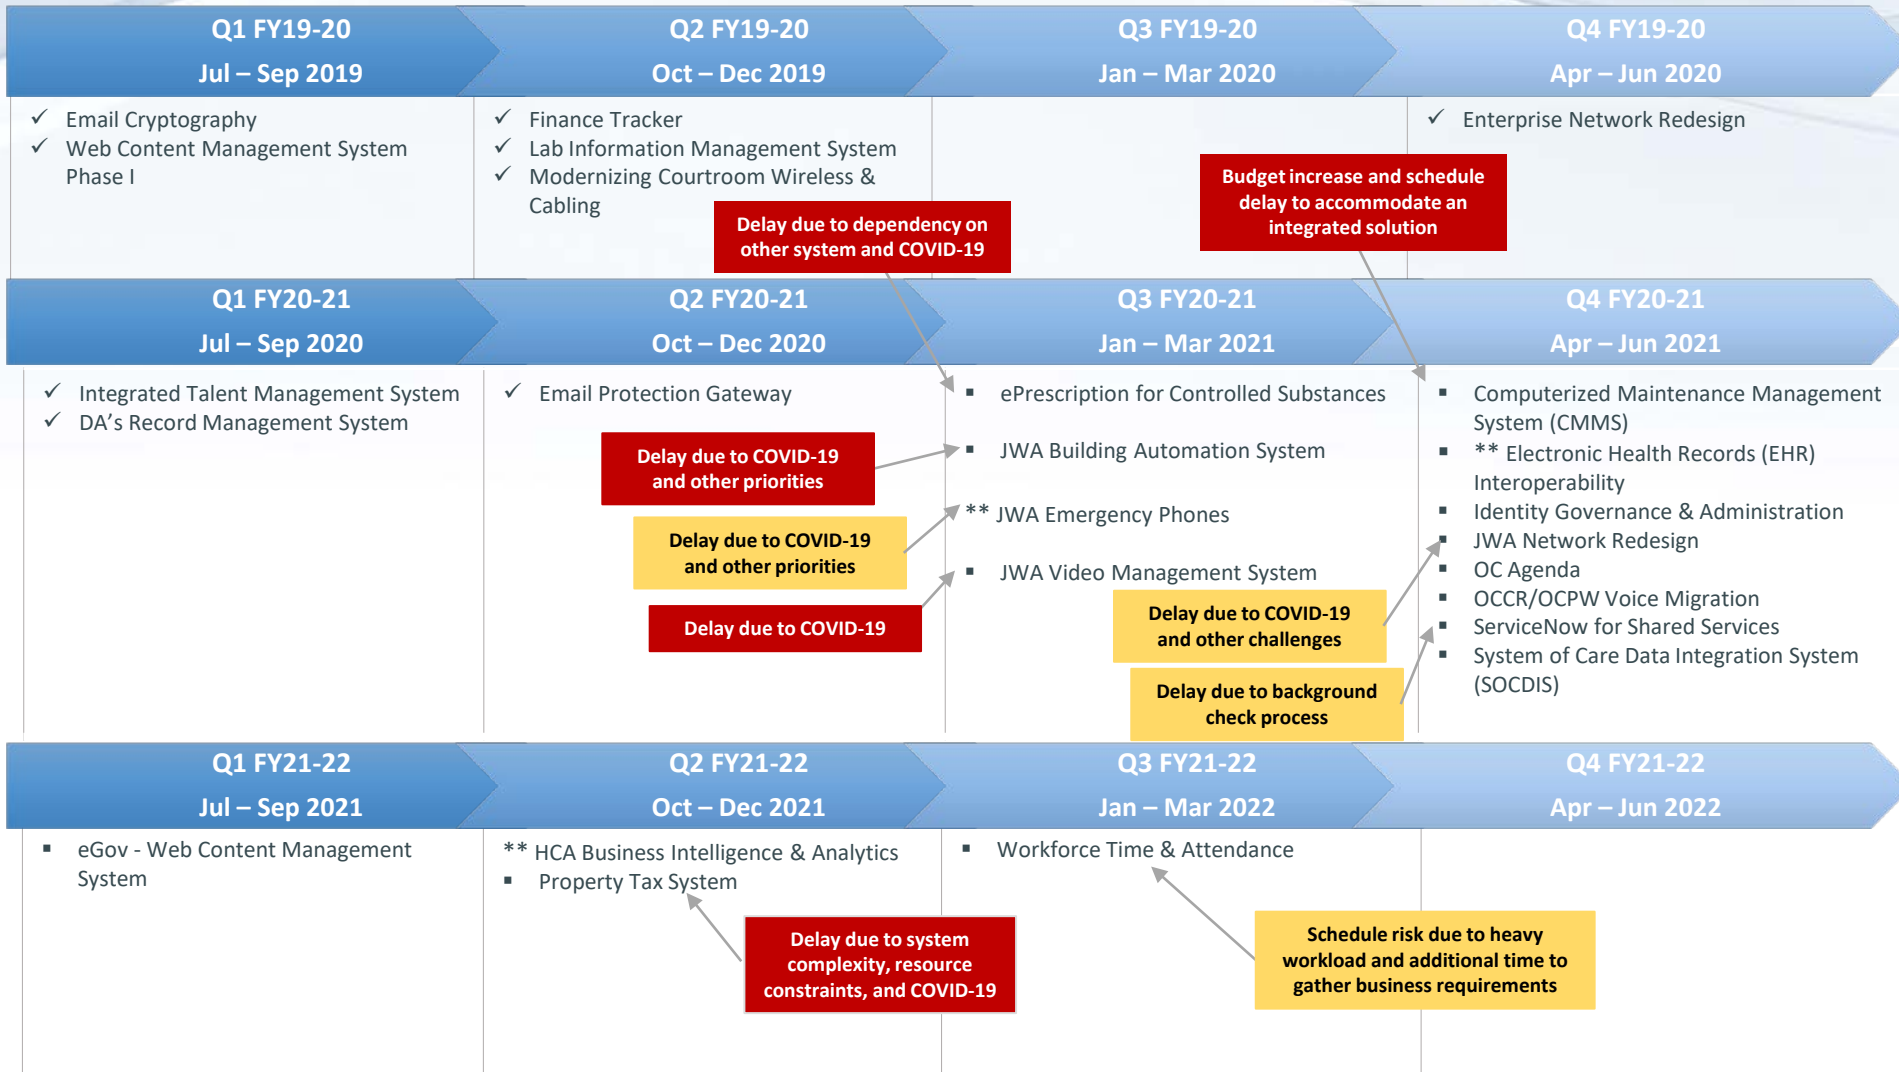 Q1 FY19-20
Jul – Sep 2019
Q2 FY19-20
Oct – Dec 2019
Q3 FY19-20
Jan – Mar 2020
Q4 FY19-20
Apr – Jun 2020
✓ Email Cryptography
✓ Web Content Management System
Phase I
✓ Finance Tracker
✓ Lab Information Management System
✓ Modernizing Courtroom Wireless &
Cabling
✓ Enterprise Network Redesign
Delay due to dependency on
other system and COVID-19
Budget increase and schedule
delay to accommodate an
integrated solution
Q1 FY20-21
Jul – Sep 2020
Q2 FY20-21
Oct – Dec 2020
Q3 FY20-21
Jan – Mar 2021
Q4 FY20-21
Apr – Jun 2021
✓ Integrated Talent Management System
✓ DA's Record Management System
✓ Email Protection Gateway
Delay due to COVID-19
and other priorities
Delay due to COVID-19
and other priorities
Delay due to COVID-19
▪ ePrescription for Controlled Substances
▪ JWA Building Automation System
** JWA Emergency Phones
▪ JWA Video Management System
Delay due to COVID-19
and other challenges
Delay due to background
check process
▪ Computerized Maintenance Management
System (CMMS)
▪ ** Electronic Health Records (EHR)
Interoperability
▪ Identity Governance & Administration
▪ JWA Network Redesign
▪ OC Agenda
▪ OCCR/OCPW Voice Migration
▪ ServiceNow for Shared Services
▪ System of Care Data Integration System
(SOCDIS)
Q1 FY21-22
Jul – Sep 2021
Q2 FY21-22
Oct – Dec 2021
Q3 FY21-22
Jan – Mar 2022
Q4 FY21-22
Apr – Jun 2022
▪ eGov - Web Content Management
System
** HCA Business Intelligence & Analytics
▪ Property Tax System
Delay due to system
complexity, resource
constraints, and COVID-19
▪ Workforce Time & Attendance
Schedule risk due to heavy
workload and additional time to
gather business requirements